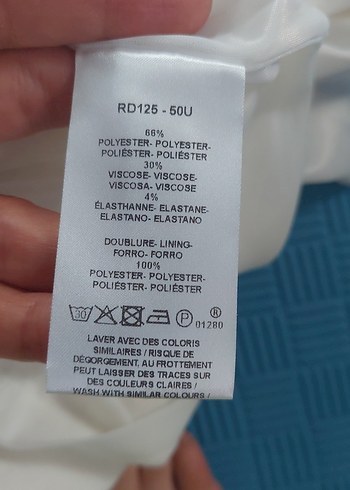 RD125 - 50U
66%
POLYESTER- POLYESTER-
POLIÉSTER- POLIÉSTER
30%
VISCOSE- VISCOSE-
VISCOSA- VISCOSE
4%
ÉLASTHANNE- ELASTANE-
ELASTANO- ELASTANO
DOUBLURE- LINING-
FORRO- FORRO
100%
POLYESTER- POLYESTER-
POLIÉSTER- POLIÉSTER
30 P ®
01280
LAVER AVEC DES COLORIS
SIMILAIRES / RISQUE DE
DÉGORGEMENT, AU FROTTEMENT
PEUT LAISSER DES TRACES SUR
DES COULEURS CLAIRES /
WASH WITH SIMILAR COLOURS /